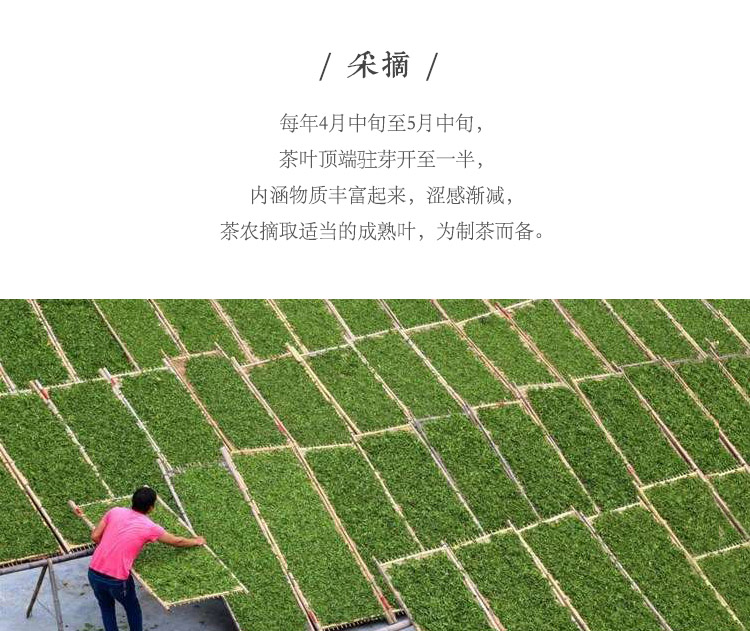 / 采摘 /
每年4月中旬至5月中旬，
茶叶顶端驻芽开至一半，
内涵物质丰富起来，涩感渐减，
茶农摘取适当的成熟叶，为制茶而备。